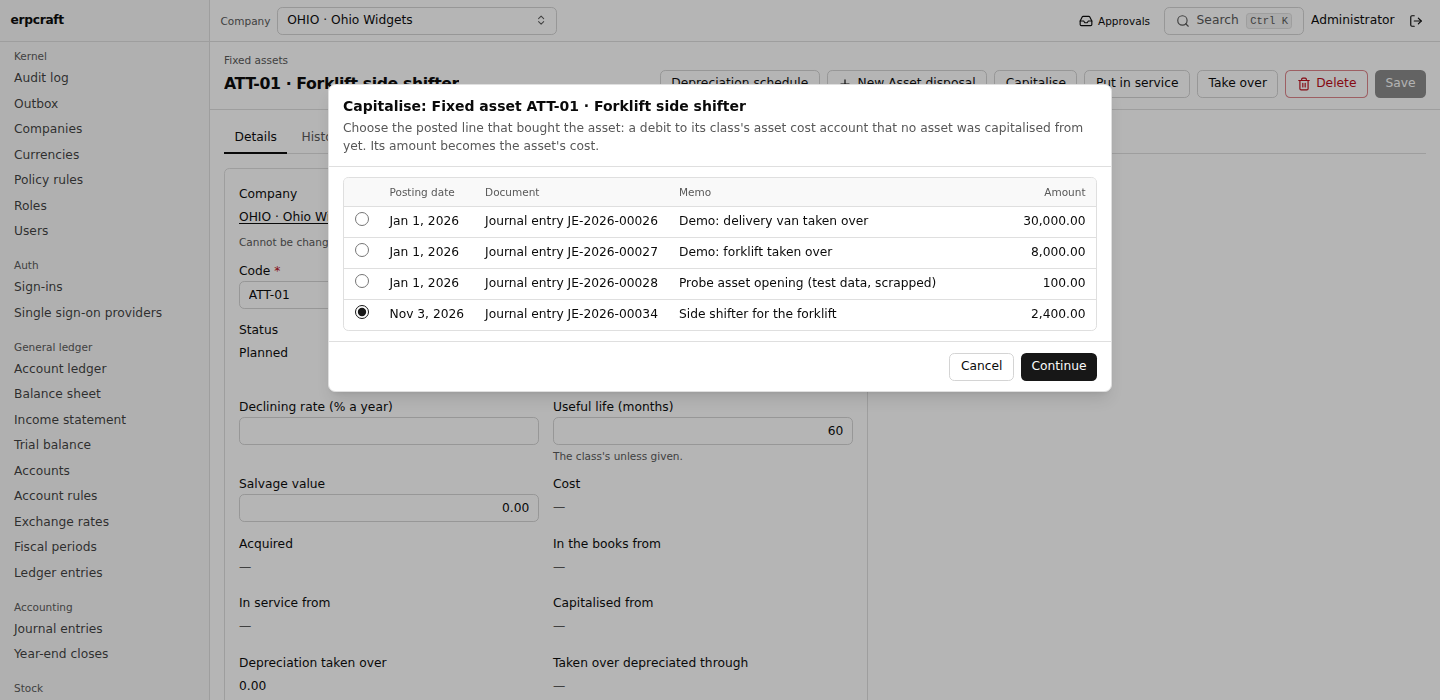 erpcraft
Company
OHIO · Ohio Widgets
Approvals
Search
Ctrl K
Administrator
Kernel
Audit log
Outbox
Companies
Currencies
Policy rules
Roles
Users
Auth
Sign-ins
Single sign-on providers
General ledger
Account ledger
Balance sheet
Income statement
Trial balance
Accounts
Account rules
Exchange rates
Fiscal periods
Ledger entries
Accounting
Journal entries
Year-end closes
Stock
Fixed assets
ATT-01 · Forklift side shifter
Depreciation schedule
New Asset disposal
Capitalise
Put in service
Take over
Delete
Save
Details
Company
OHIO · Ohio W
Cannot be chang
Code *
ATT-01
Status
Planned
Declining rate (% a year)
Useful life (months)
60
The class's unless given.
Salvage value
0.00
Cost
—
Acquired
—
In the books from
—
In service from
—
Capitalised from
—
Depreciation taken over
0.00
Taken over depreciated through
—
Capitalise: Fixed asset ATT-01 · Forklift side shifter
Choose the posted line that bought the asset: a debit to its class's asset cost account that no asset was capitalised from
yet. Its amount becomes the asset's cost.
Posting date Document Memo Amount
Jan 1, 2026 Journal entry JE-2026-00026 Demo: delivery van taken over 30,000.00
Jan 1, 2026 Journal entry JE-2026-00027 Demo: forklift taken over 8,000.00
Jan 1, 2026 Journal entry JE-2026-00028 Probe asset opening (test data, scrapped) 100.00
Nov 3, 2026 Journal entry JE-2026-00034 Side shifter for the forklift 2,400.00
Cancel
Continue